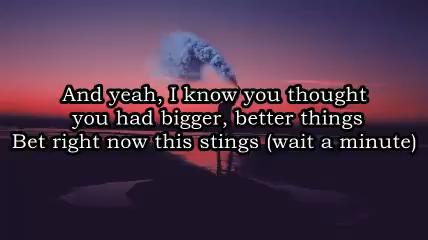 And yeah, I know you thought
you had bigger, better things
Bet right now this stings (wait a minute)